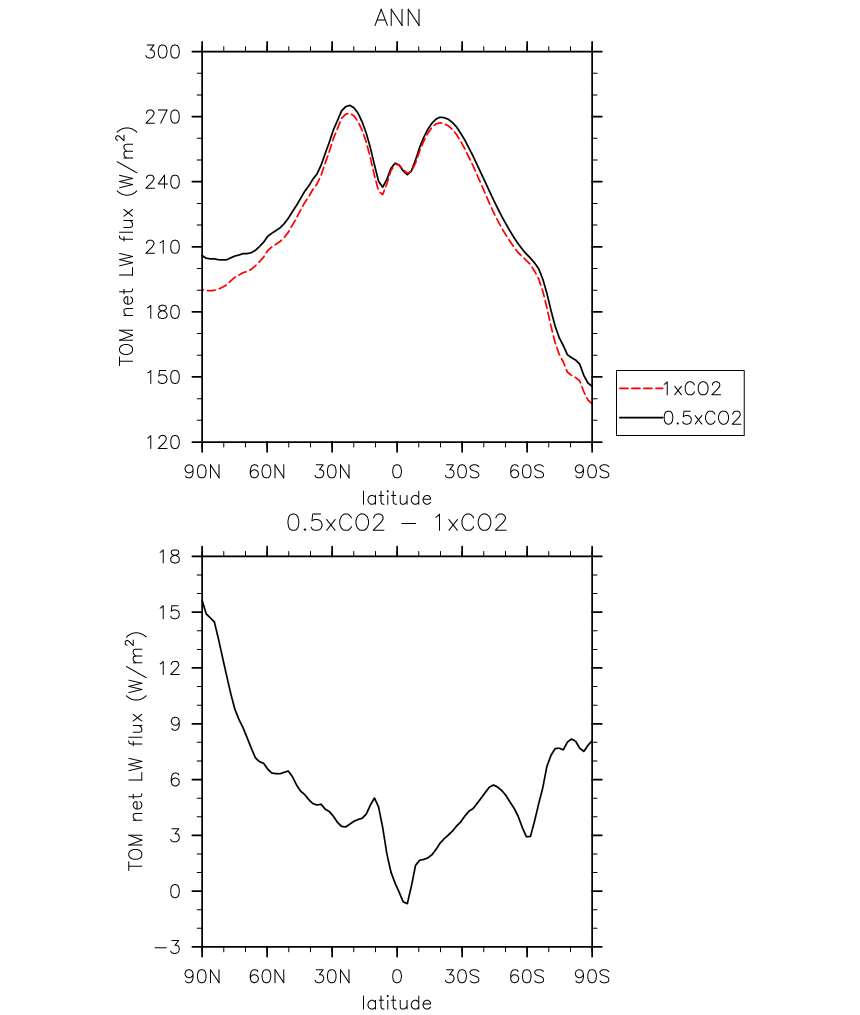 ANN
TOM net LW flux (W/m²)
300
270
240
210
180
150
120
90N 60N 30N 0 30S 60S 90S
latitude
1xCO2
0.5xCO2
0.5xCO2 − 1xCO2
TOM net LW flux (W/m²)
18
15
12
9
6
3
0
−3
90N 60N 30N 0 30S 60S 90S
latitude